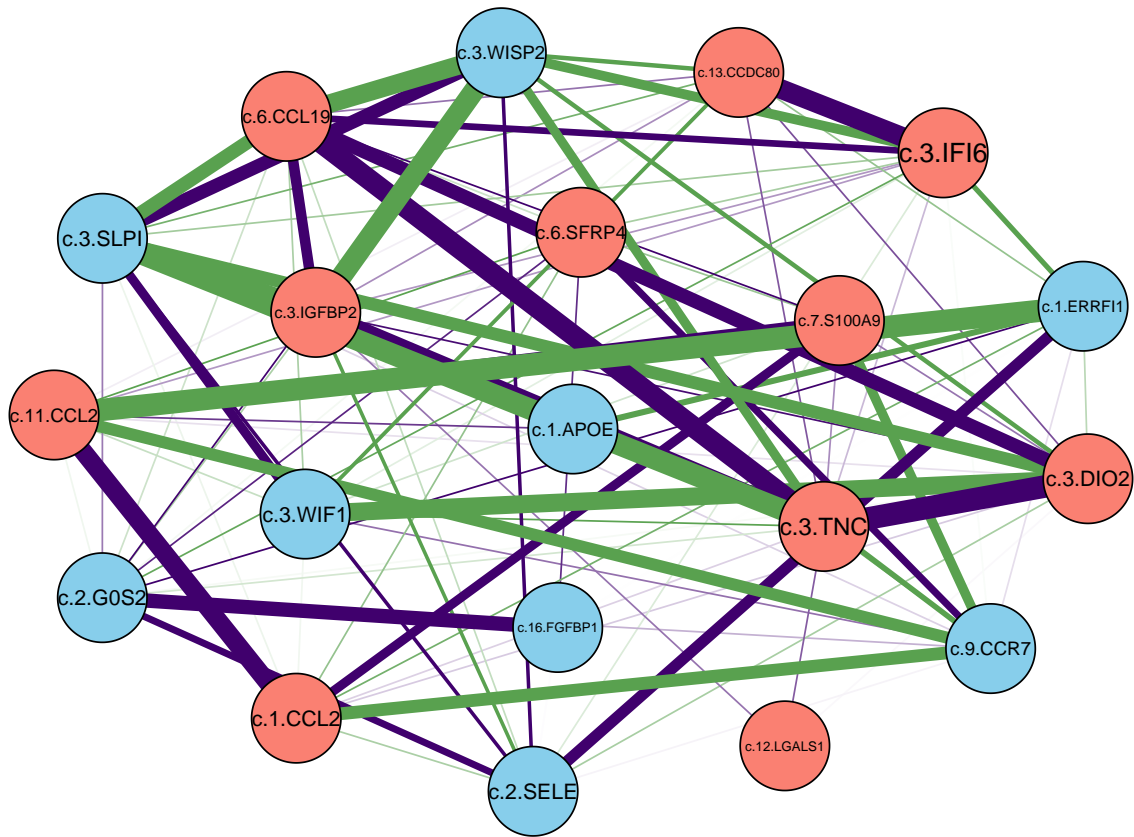 c.3.WISP2
c.13.CCDC80
c.6.CCL19
c.3.IFI6
c.3.SLPI
c.6.SFRP4
c.3.IGFBP2
c.7.S100A9
c.1.ERRFI1
c.11.CCL2
c.1.APOE
c.3.DIO2
c.3.WIF1
c.3.TNC
c.2.G0S2
c.16.FGFBP1
c.9.CCR7
c.1.CCL2
c.12.LGALS1
c.2.SELE